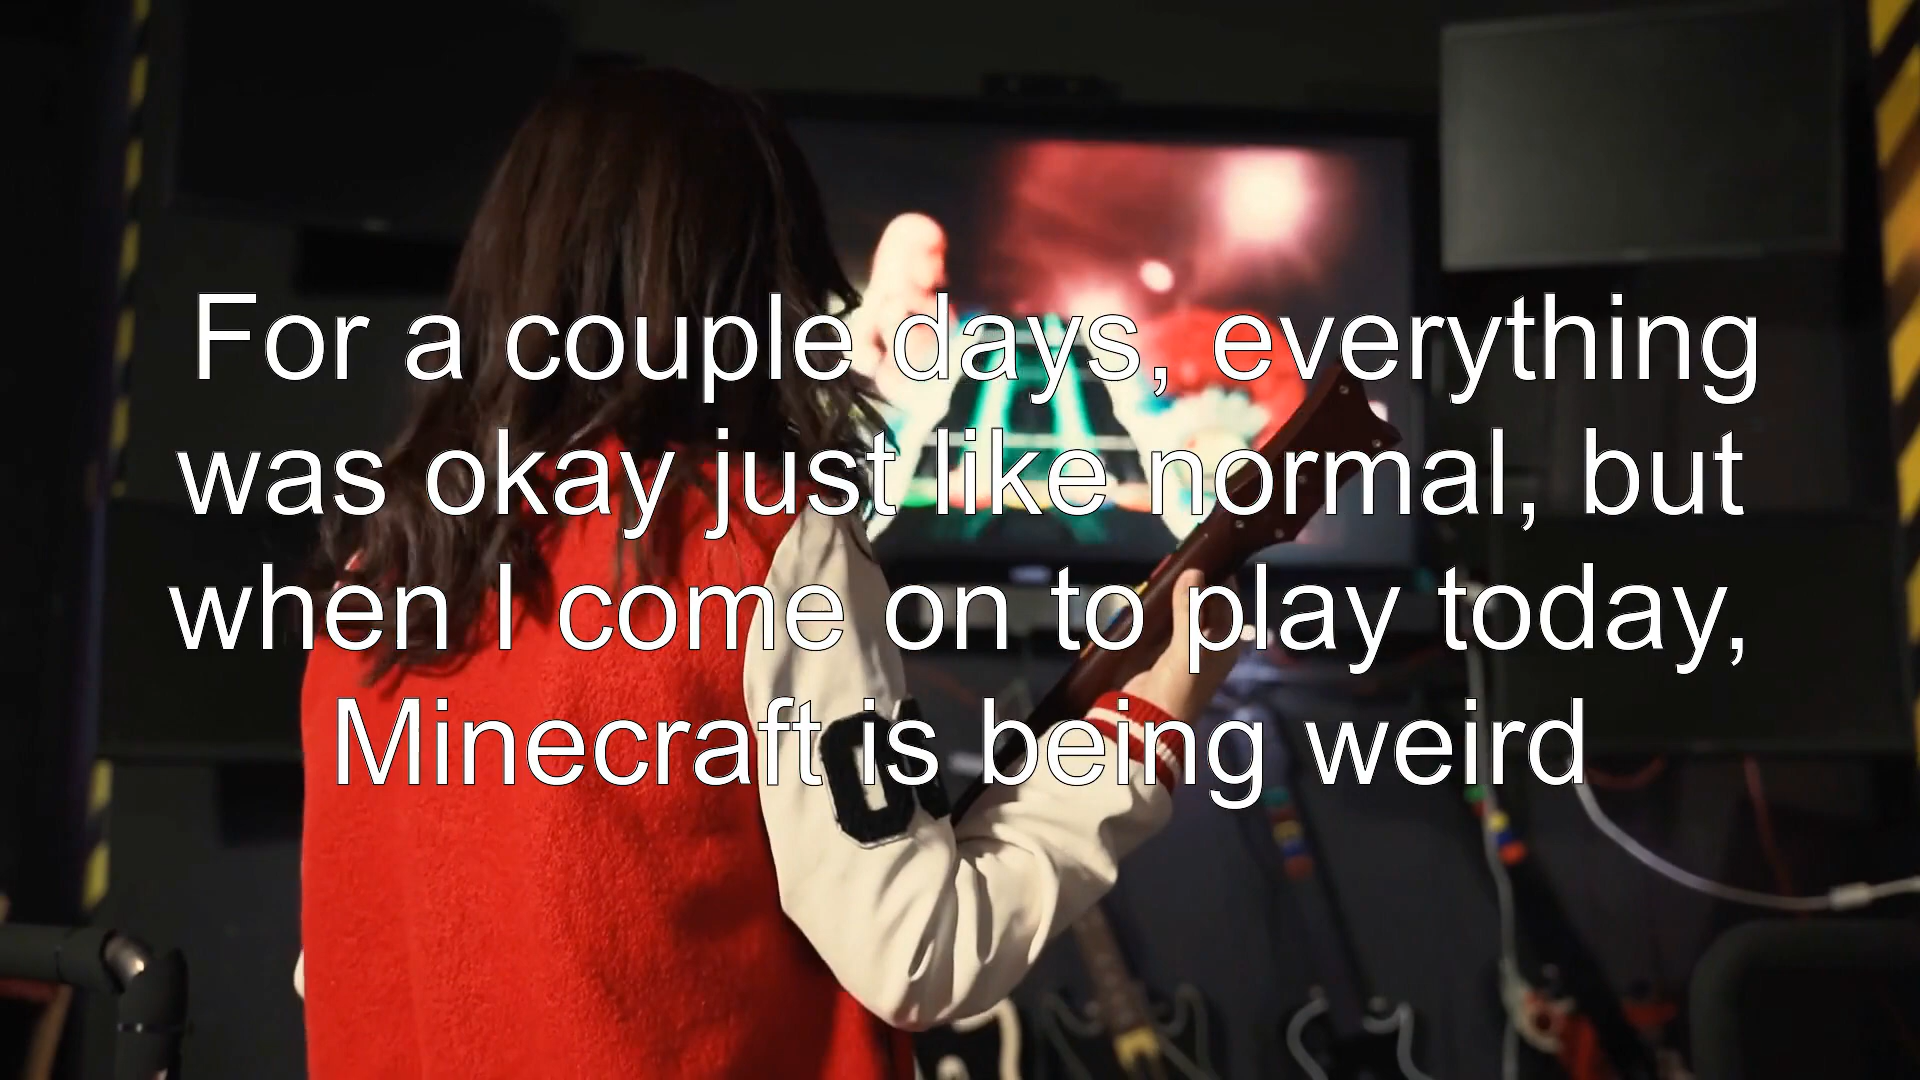 For a couple days, everything
was okay just like normal, but
when I come on to play today,
Minecraft is being weird